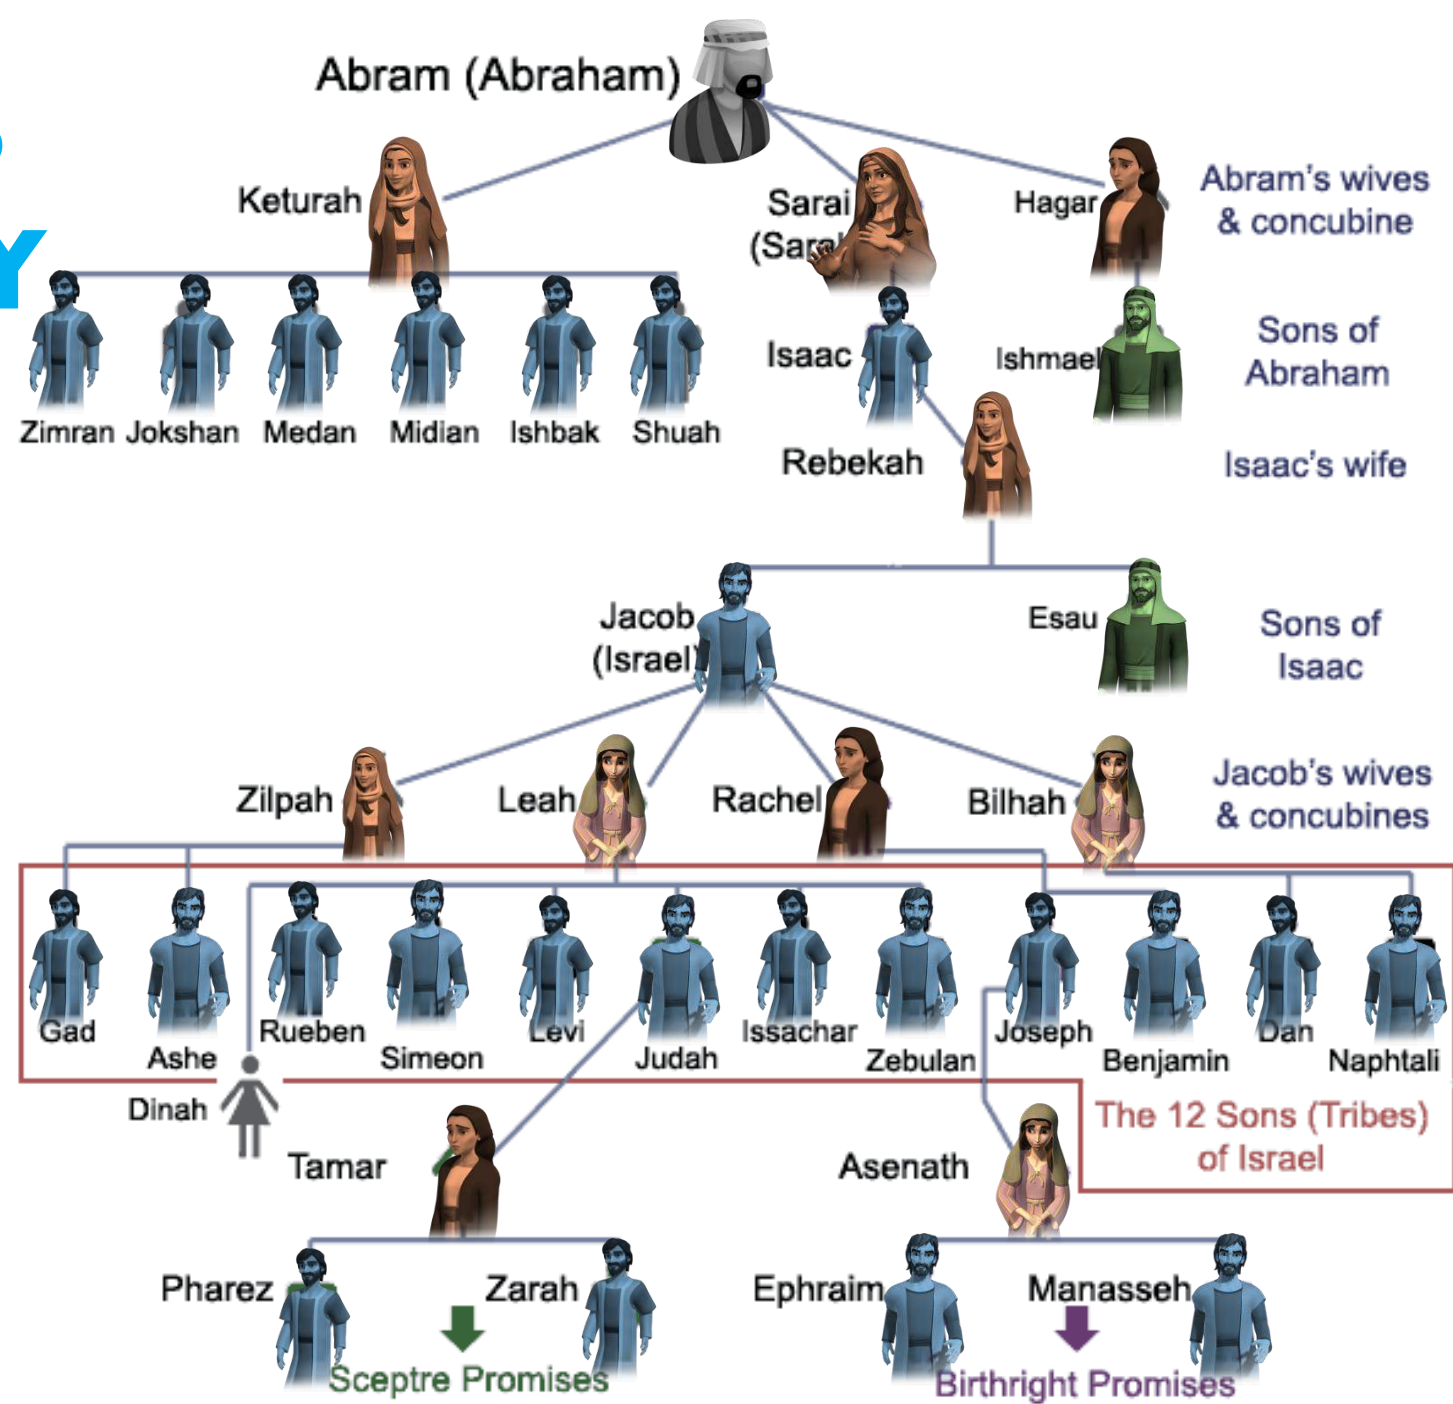 Abram (Abraham)
Y
Keturah
Sarai
Hagar
Abram's wives
& concubine
Isaac
Ishmael
Sons of
Abraham
Zimran Jokshan Medan Midian Ishbak Shuah
Rebekah
Isaac's wife
Jacob
(Israel)
Esau
Sons of
Isaac
Zilpah
Leah
Rachel
Bilhah
Jacob's wives
& concubines
Gad
Ashe
Rueben
Simeon
Levi
Judah
Issachar
Zebulan
Joseph
Benjamin
Dan
Naphtali
Dinah
The 12 Sons (Tribes)
of Israel
Tamar
Asenath
Pharez
Zarah
Ephraim
Manasseh
Sceptre Promises
Birthright Promises